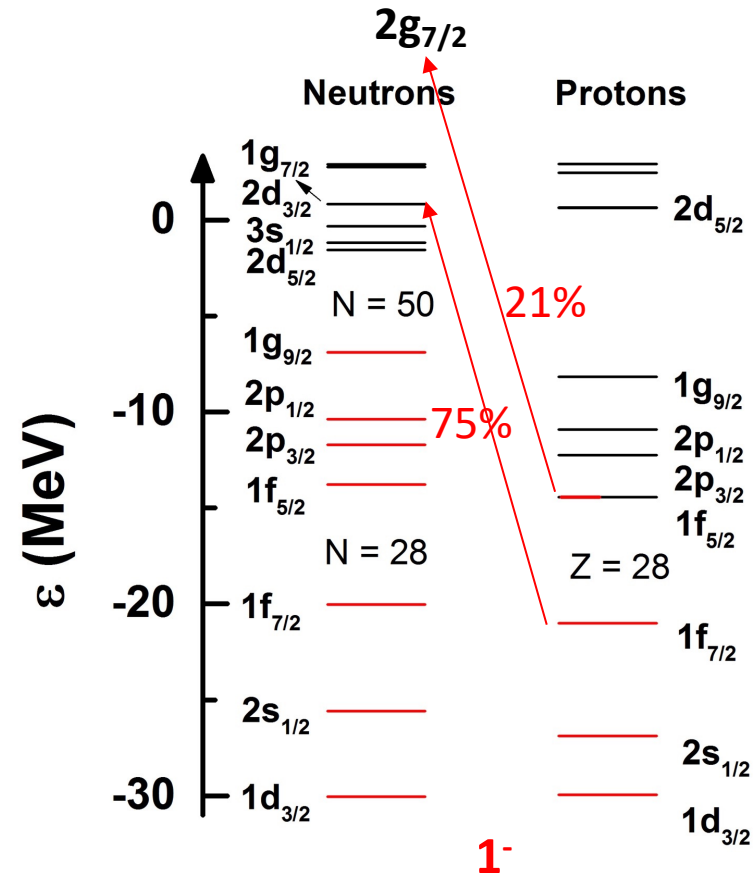 2g7/2
Neutrons Protons
1g7/2
2d3/2
0
3s1/2
2d5/2
2d5/2
N = 50
21%
1g9/2
1g9/2
2p1/2
-10
75%
2p1/2
2p3/2
2p3/2
1f5/2
1f5/2
ε (MeV)
N = 28
Z = 28
-20
1f7/2
1f7/2
2s1/2
2s1/2
-30
1d3/2
1d3/2
1-